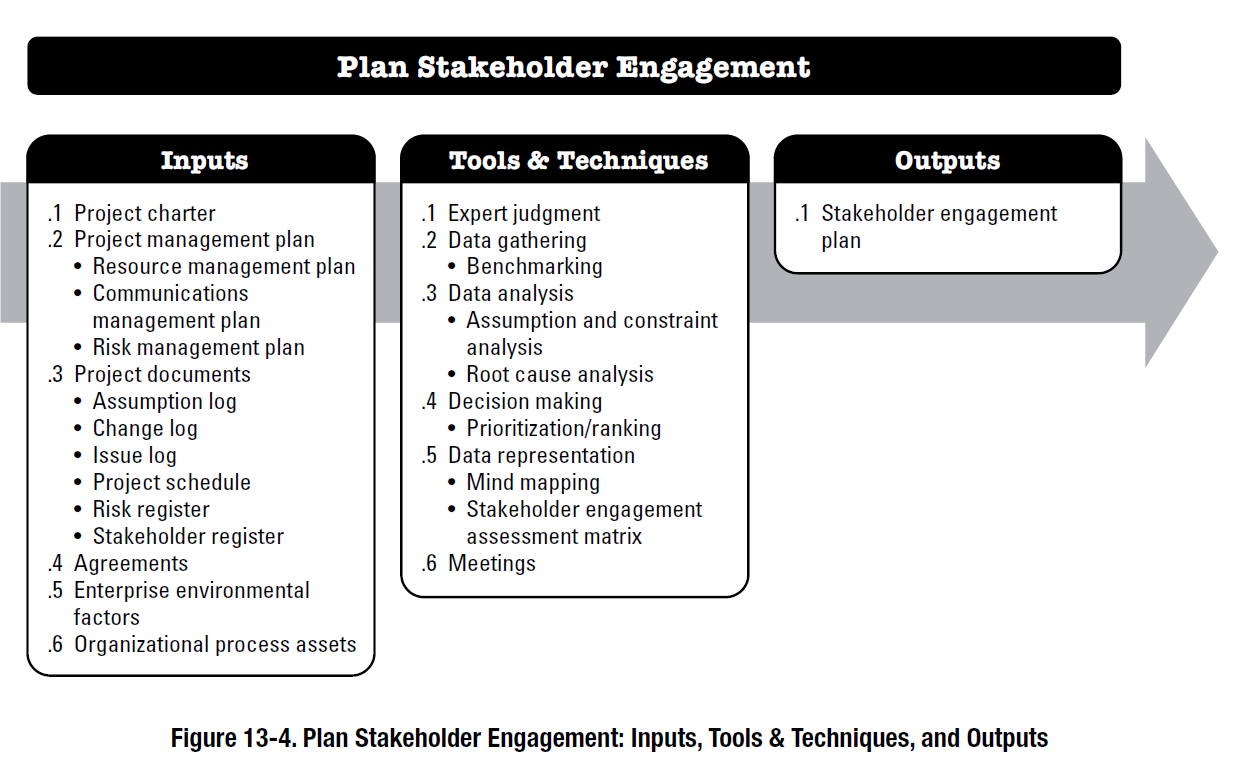 Plan Stakeholder Engagement
Inputs
.1 Project charter
.2 Project management plan
• Resource management plan
• Communications
management plan
• Risk management plan
.3 Project documents
• Assumption log
• Change log
• Issue log
• Project schedule
• Risk register
• Stakeholder register
.4 Agreements
.5 Enterprise environmental
factors
.6 Organizational process assets
Tools & Techniques
.1 Expert judgment
.2 Data gathering
• Benchmarking
.3 Data analysis
• Assumption and constraint
analysis
• Root cause analysis
.4 Decision making
• Prioritization/ranking
.5 Data representation
• Mind mapping
• Stakeholder engagement
assessment matrix
.6 Meetings
Outputs
.1 Stakeholder engagement
plan
Figure 13-4. Plan Stakeholder Engagement: Inputs, Tools & Techniques, and Outputs